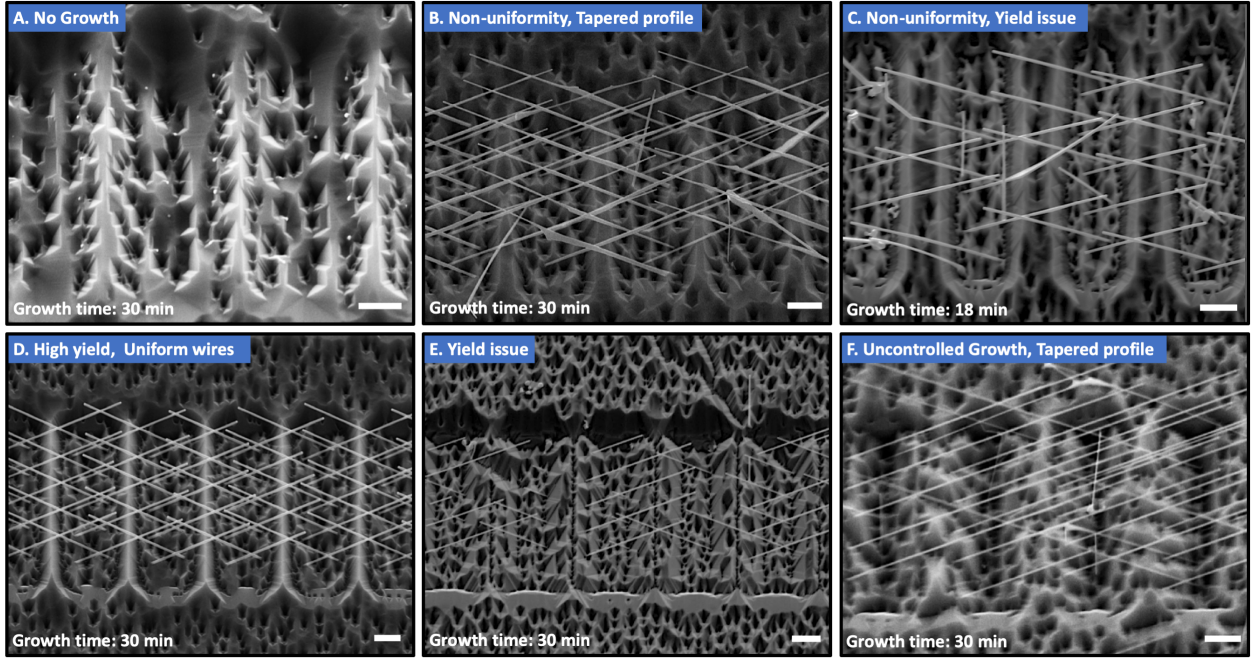 A. No Growth
B. Non-uniformity, Tapered profile
C. Non-uniformity, Yield issue
Growth time: 30 min
Growth time: 30 min
Growth time: 18 min
D. High yield, Uniform wires
E. Yield issue
F. Uncontrolled Growth, Tapered profile
Growth time: 30 min
Growth time: 30 min
Growth time: 30 min